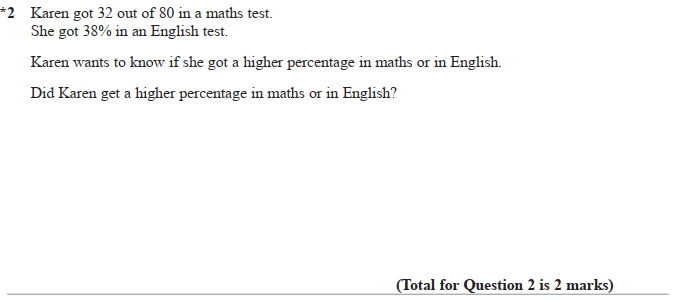 *2 Karen got 32 out of 80 in a maths test.
She got 38% in an English test.
Karen wants to know if she got a higher percentage in maths or in English.
Did Karen get a higher percentage in maths or in English?
(Total for Question 2 is 2 marks)